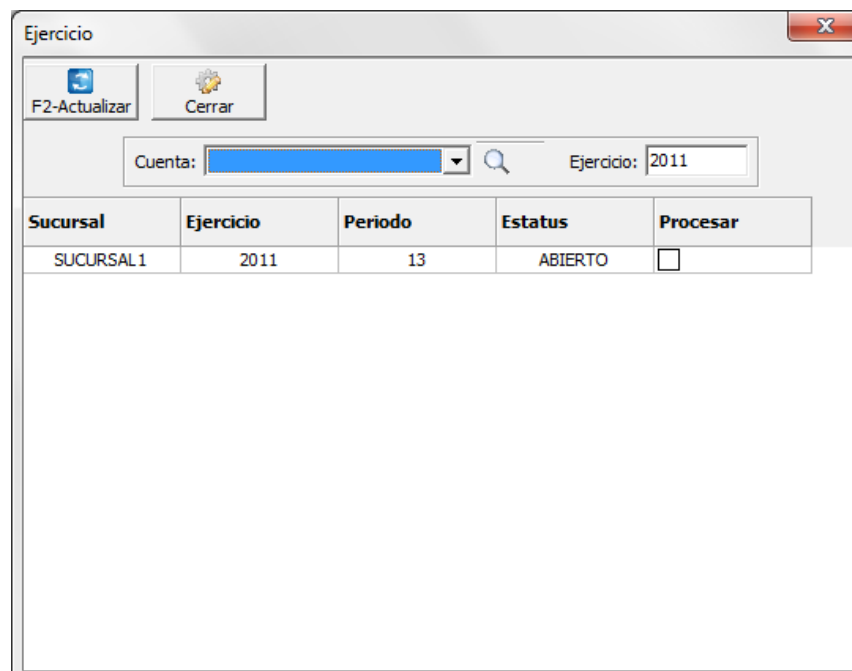 Ejercicio
F2-Actualizar Cerrar
Cuenta: Ejercicio: 2011
Sucursal Ejercicio Periodo Estatus Procesar
SUCURSAL1 2011 13 ABIERTO